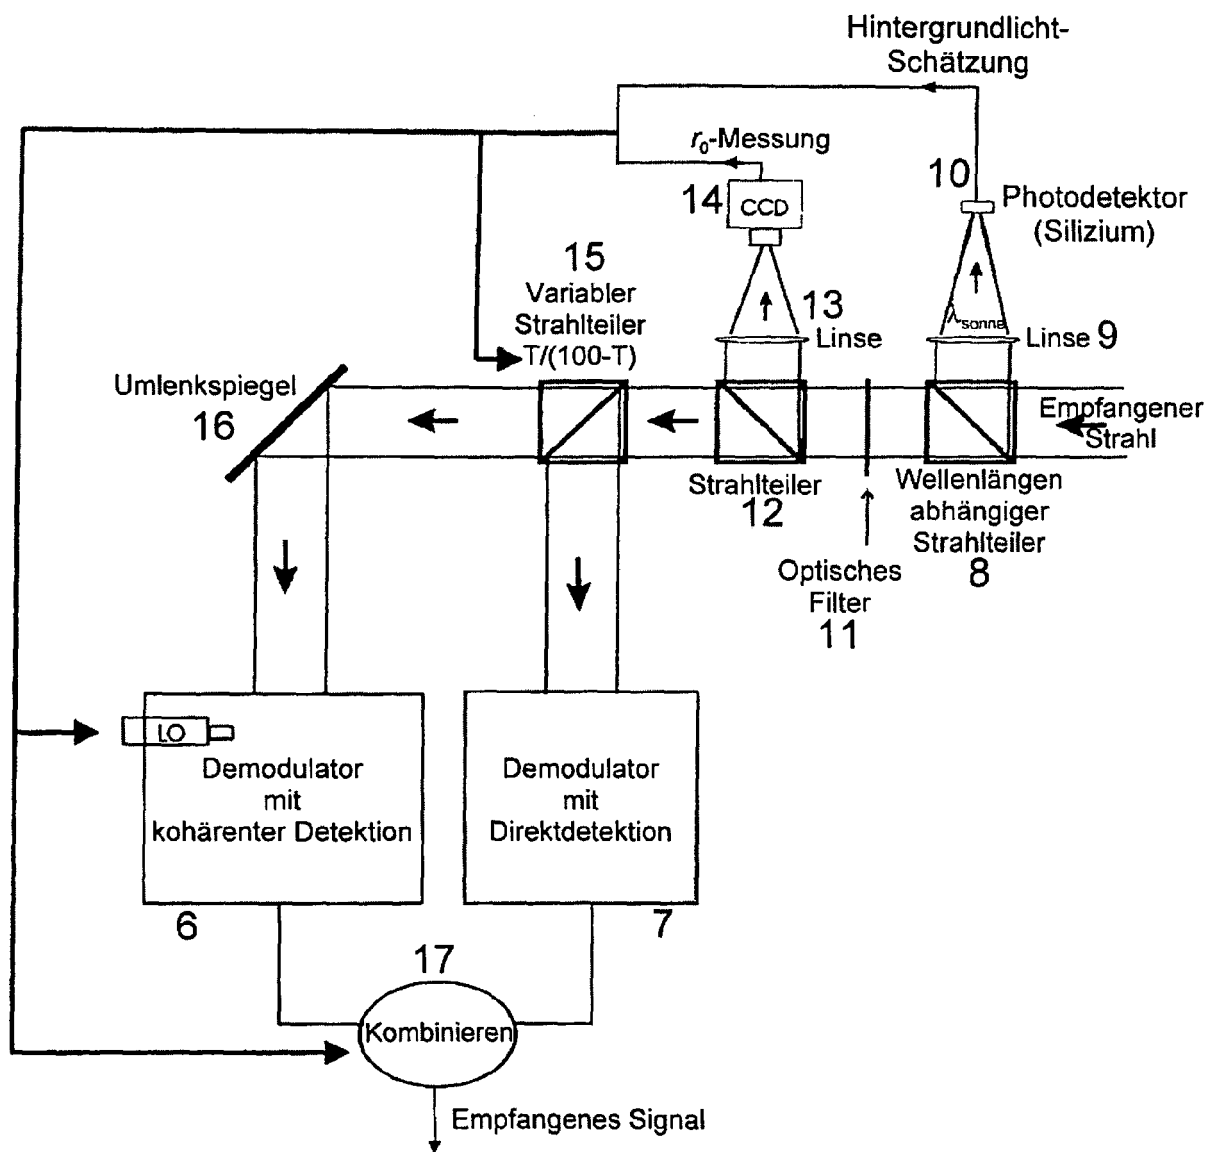 Hintergrundlicht-
Schätzung
r₀-Messung
10
14
CCD
Photodetektor
(Silizium)
15
Variabler
Strahlteiler
T/(100-T)
13
Linse
λsonne
Linse 9
Umlenkspiegel
16
Empfangener
Strahl
Strahlteiler
12
Wellenlängen
abhängiger
Strahlteiler
8
Optisches
Filter
11
LO
Demodulator
mit
kohärenter Detektion
Demodulator
mit
Direktdetektion
6
7
17
Kombinieren
Empfangenes Signal